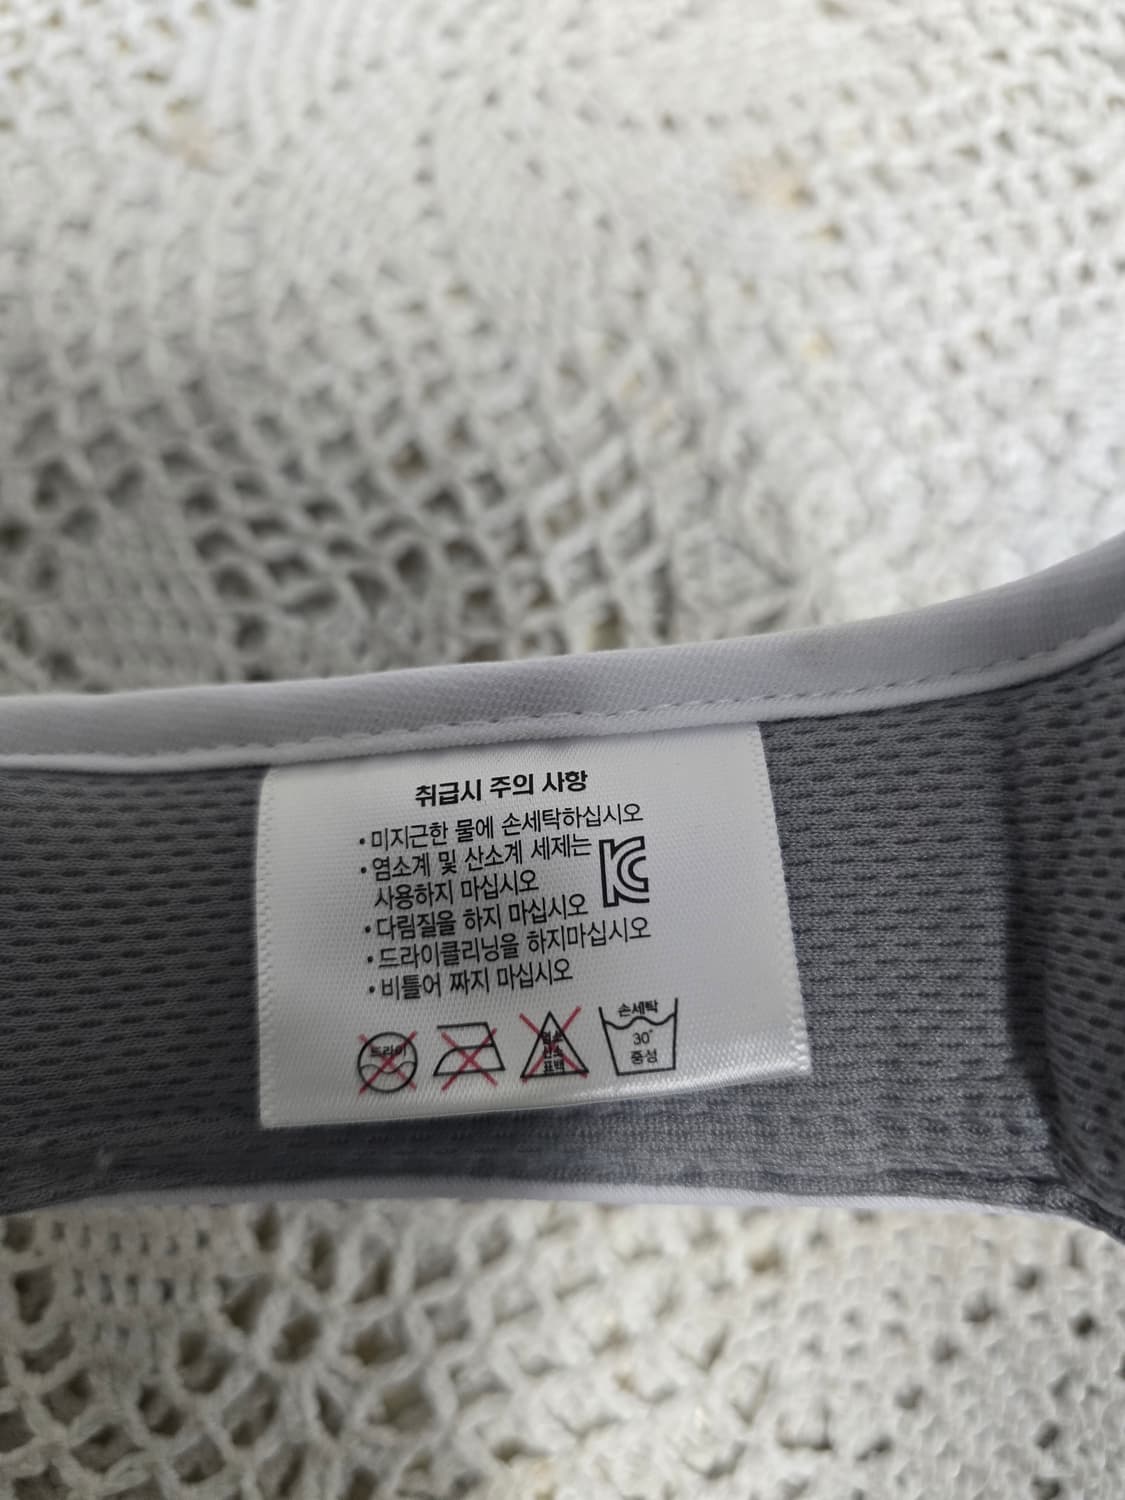 취급시 주의 사항
• 미지근한 물에 손세탁하십시오
• 염소계 및 산소계 세제는
사용하지 마십시오
• 다림질을 하지 마십시오
• 드라이클리닝을 하지마십시오
• 비틀어 짜지 마십시오
드라이
염소
산소
표백
손세탁
30°
중성